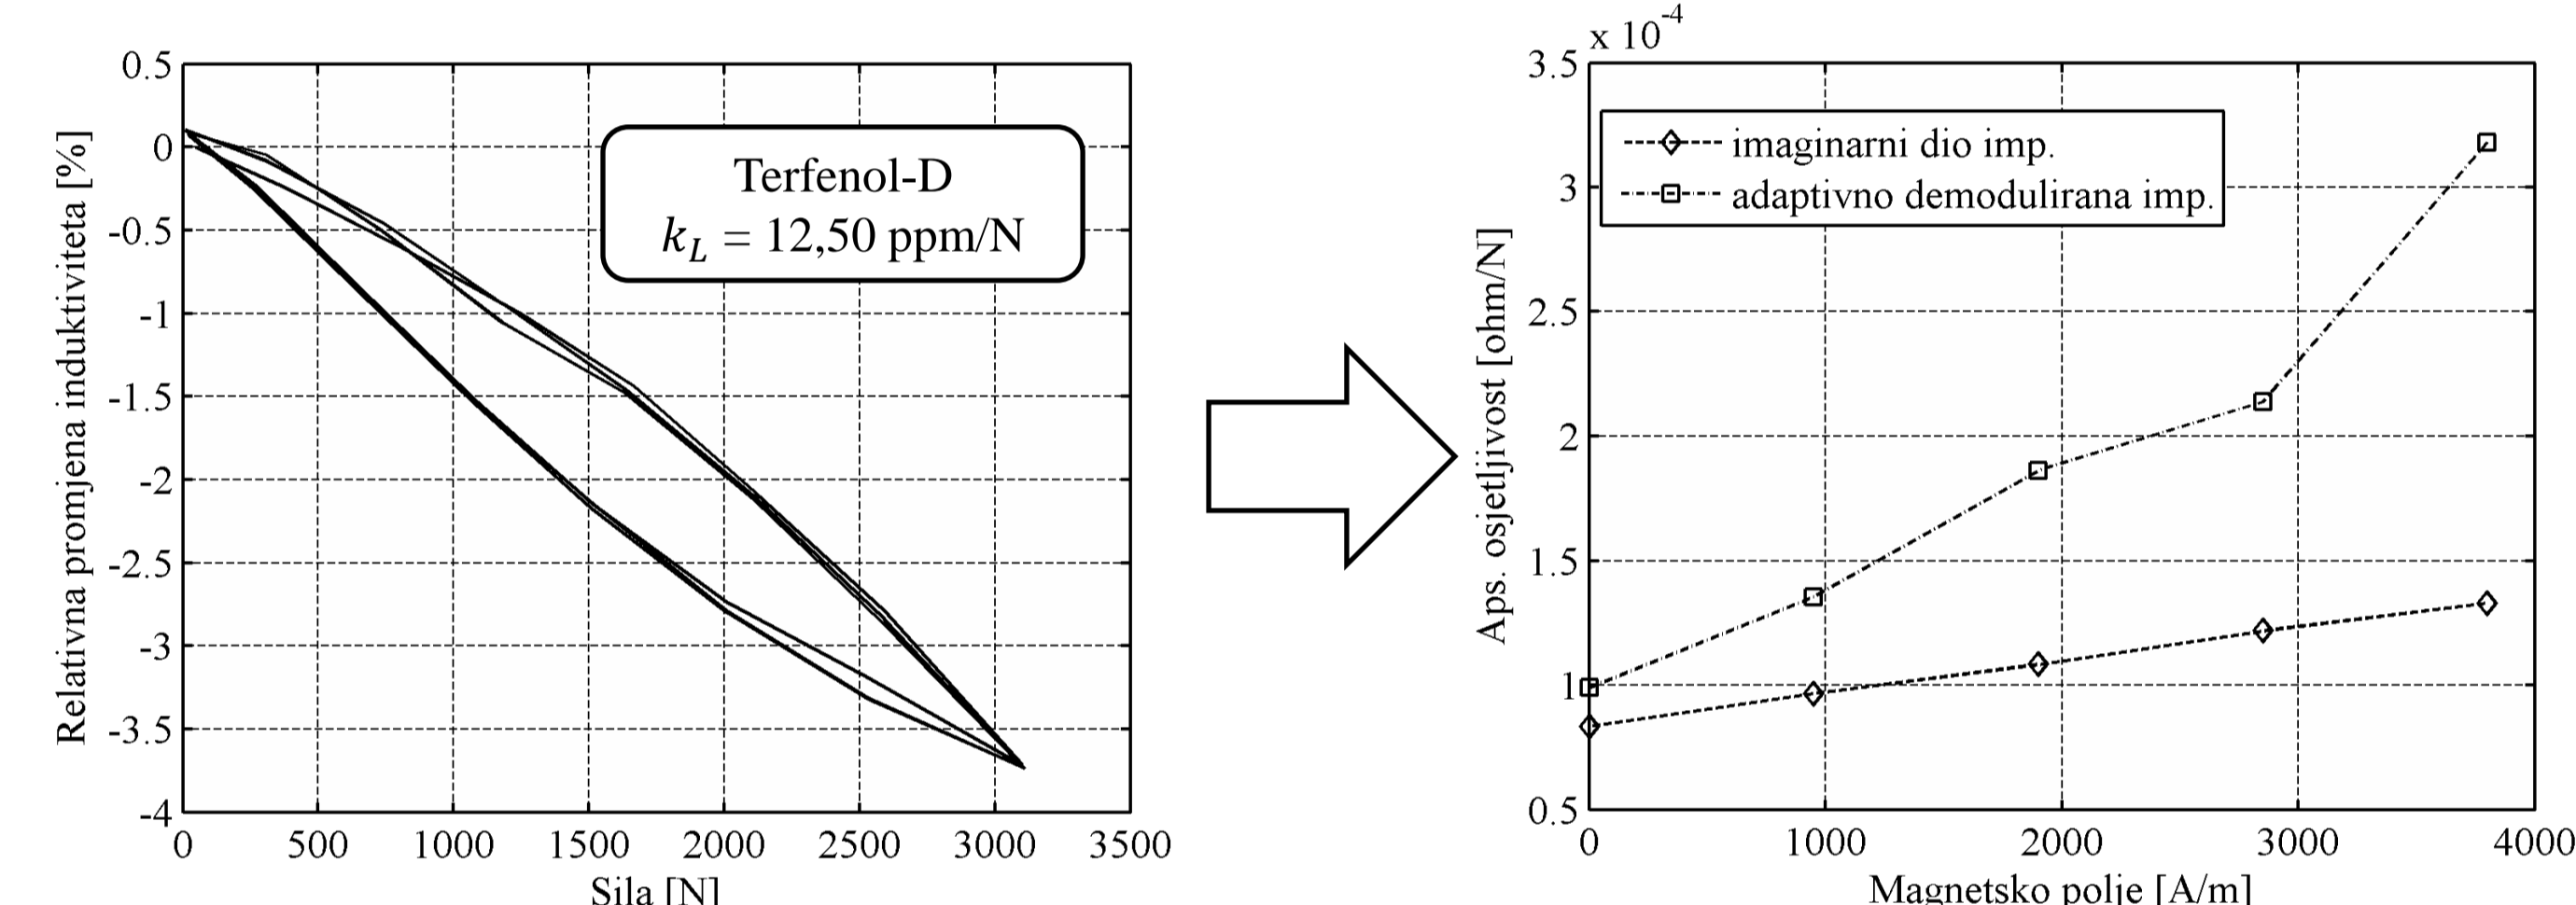 0.5
0
-0.5
-1
-1.5
-2
-2.5
-3
-3.5
-4
0 500 1000 1500 2000 2500 3000 3500
Relativna promjena induktiviteta [%]
Sila [N]
Terfenol-D
k_L = 12,50 ppm/N
x 10^-4
3.5
3
2.5
2
1.5
1
0.5
0 1000 2000 3000 4000
Aps. osjetljivost [ohm/N]
Magnetsko polje [A/m]
imaginarni dio imp.
adaptivno demodulirana imp.